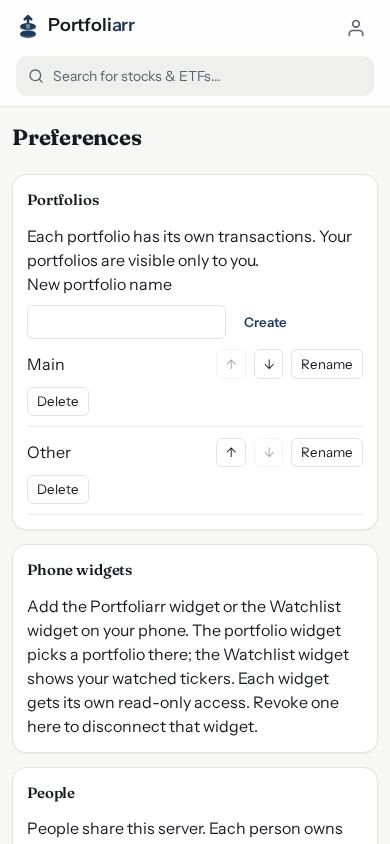 Portfoliarr
Search for stocks & ETFs...
Preferences
Portfolios
Each portfolio has its own transactions. Your
portfolios are visible only to you.
New portfolio name
Create
Main ↑ ↓ Rename
Delete
Other ↑ ↓ Rename
Delete
Phone widgets
Add the Portfoliarr widget or the Watchlist
widget on your phone. The portfolio widget
picks a portfolio there; the Watchlist widget
shows your watched tickers. Each widget
gets its own read-only access. Revoke one
here to disconnect that widget.
People
People share this server. Each person owns